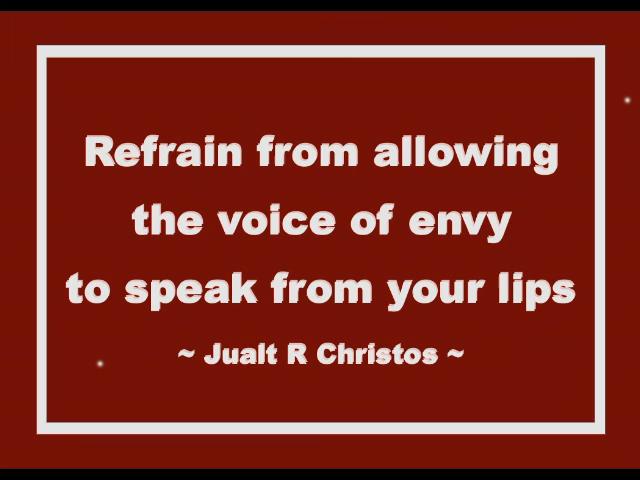 Refrain from allowing
the voice of envy
to speak from your lips
~ Jualt R Christos ~